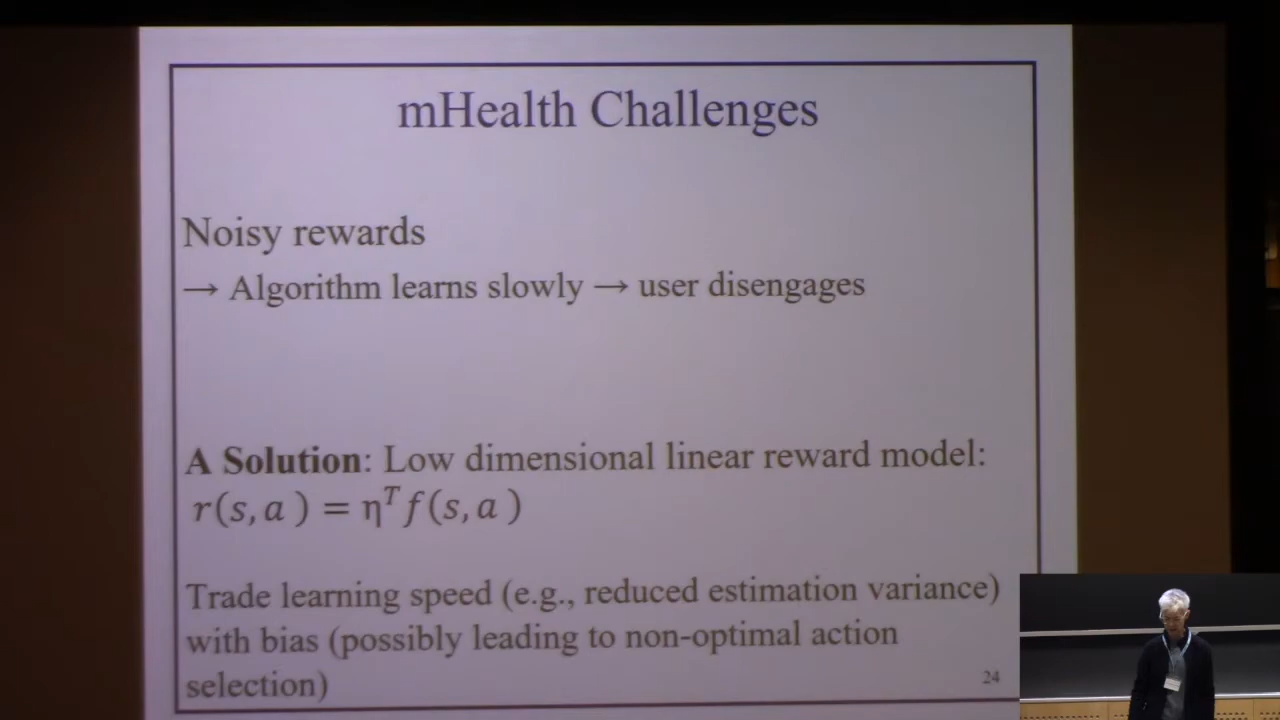 mHealth Challenges
Noisy rewards
→ Algorithm learns slowly → user disengages
A Solution: Low dimensional linear reward model:
r(s, a ) = ηᵀf(s, a )
Trade learning speed (e.g., reduced estimation variance)
with bias (possibly leading to non-optimal action
selection)
24